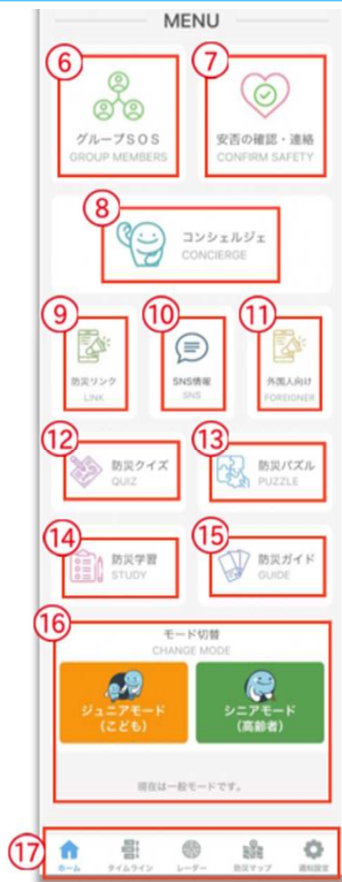 MENU
⑥
⑦
グループSOS
GROUP MEMBERS
安否の確認・連絡
CONFIRM SAFETY
⑧
コンシェルジェ
CONCIERGE
⑨
⑩
⑪
防災リンク
LINK
SNS情報
SNS
外国人向け
FOREIGNER
⑫
防災クイズ
QUIZ
⑬
防災パズル
PUZZLE
⑭
防災学習
STUDY
⑮
防災ガイド
GUIDE
⑯
モード切替
CHANGE MODE
ジュニアモード
(こども)
シニアモード
(高齢者)
現在は一般モードです。
⑰
ホーム
タイムライン
レーダー
防災マップ
通知設定